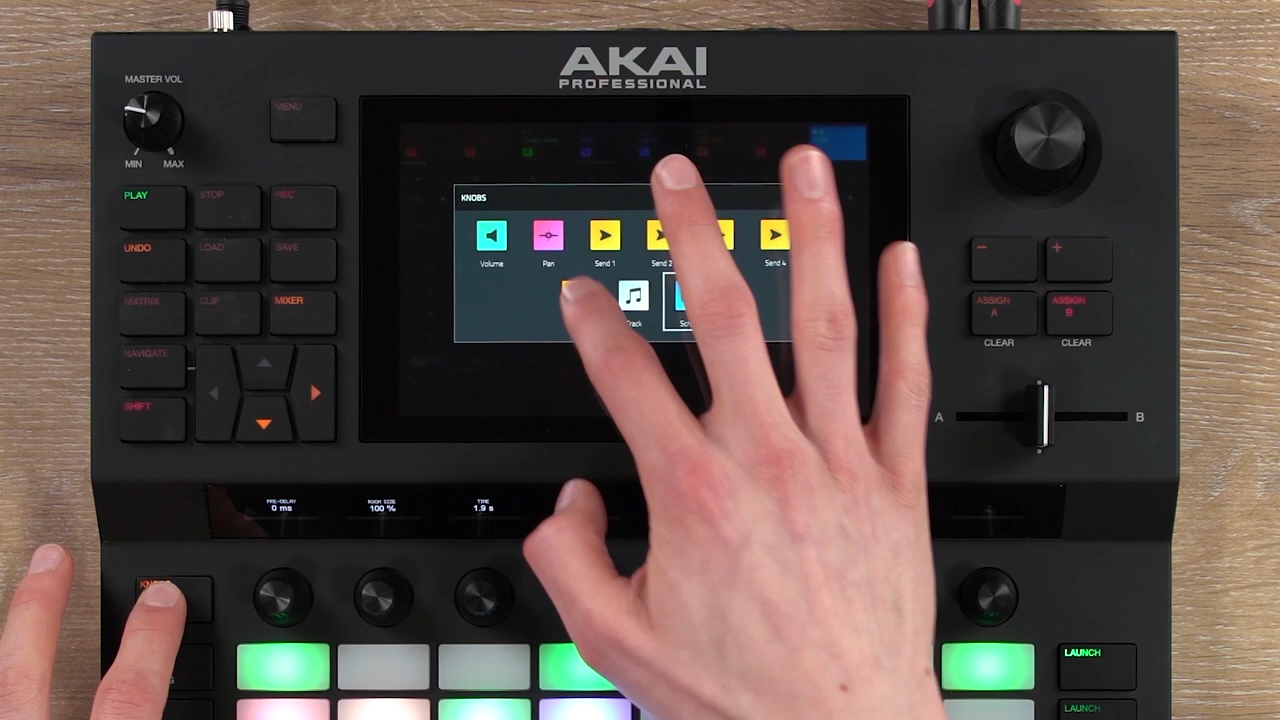 AKAI
PROFESSIONAL
MASTER VOL
MIN MAX
MENU
PLAY STOP REC
UNDO LOAD SAVE
MATRIX CLIP MIXER
NAVIGATE
SHIFT
KNOBS
Volume Pan Send 1 Send 2 Send 4
− +
ASSIGN A ASSIGN B
CLEAR CLEAR
A B
PRE-DELAY ROOM SIZE TIME
0 ms 100 % 1.9 s
LAUNCH
LAUNCH